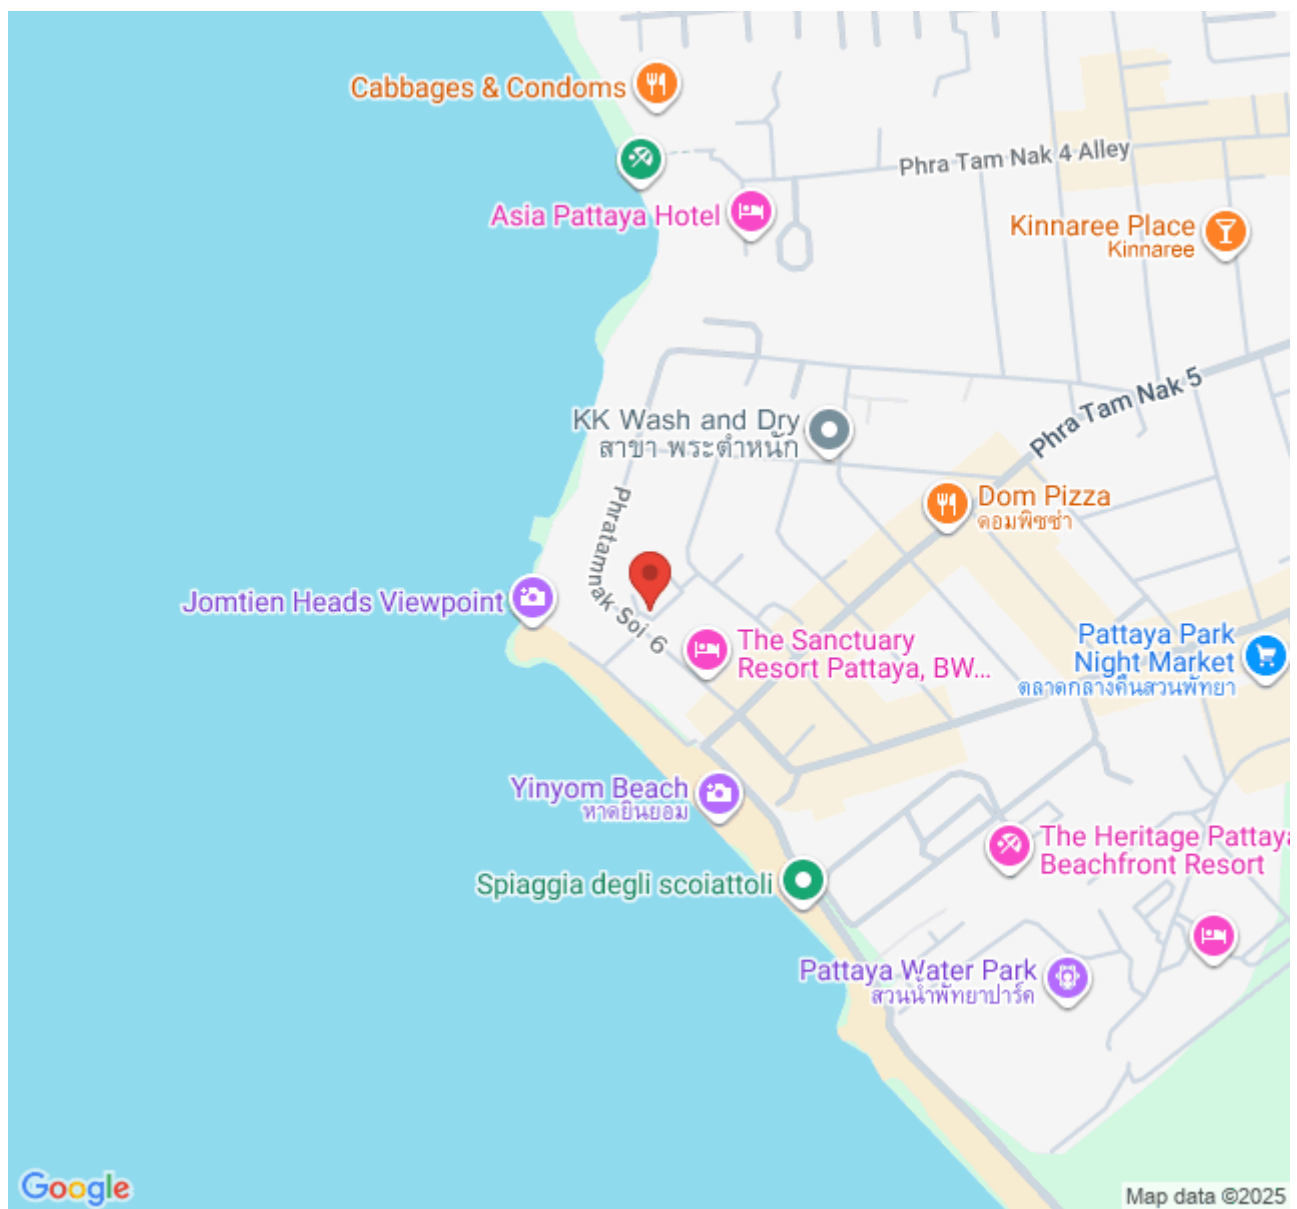 Cabbages & Condoms
Phra Tam Nak 4 Alley
Asia Pattaya Hotel
Kinnaree Place
Kinnaree
Phra Tam Nak 5
KK Wash and Dry
สาขา พระตำหนัก
Dom Pizza
ดอมพิซซ่า
Phratamnak Soi 6
Jomtien Heads Viewpoint
The Sanctuary
Resort Pattaya, BW...
Pattaya Park
Night Market
ตลาดกลางคืนสวนพัทยา
Yinyom Beach
หาดยินยอม
The Heritage Pattaya
Beachfront Resort
Spiaggia degli scoiattoli
Pattaya Water Park
สวนน้ำพัทยาปาร์ค
Google
Map data ©2025